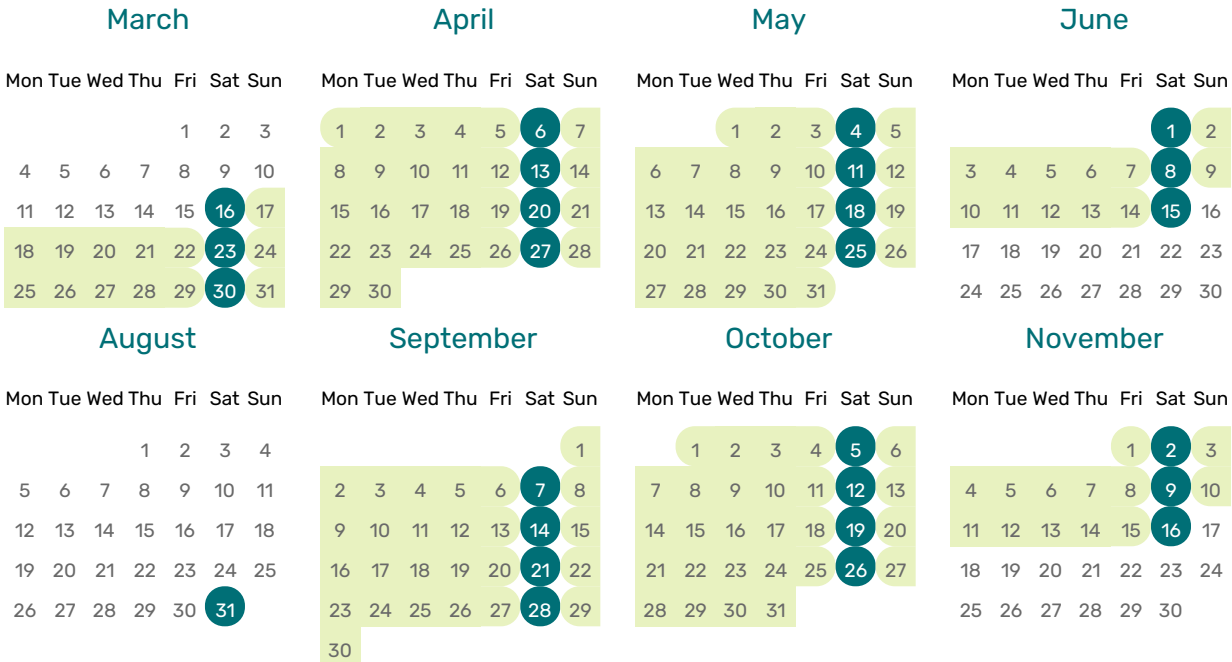 March April May June
Mon Tue Wed Thu Fri Sat Sun Mon Tue Wed Thu Fri Sat Sun Mon Tue Wed Thu Fri Sat Sun Mon Tue Wed Thu Fri Sat Sun
1 2 3 1 2 3 4 5 6 7 1 2 3 4 5 1 2
4 5 6 7 8 9 10 8 9 10 11 12 13 14 6 7 8 9 10 11 12 3 4 5 6 7 8 9
11 12 13 14 15 16 17 15 16 17 18 19 20 21 13 14 15 16 17 18 19 10 11 12 13 14 15 16
18 19 20 21 22 23 24 22 23 24 25 26 27 28 20 21 22 23 24 25 26 17 18 19 20 21 22 23
25 26 27 28 29 30 31 29 30 27 28 29 30 31 24 25 26 27 28 29 30
August September October November
Mon Tue Wed Thu Fri Sat Sun Mon Tue Wed Thu Fri Sat Sun Mon Tue Wed Thu Fri Sat Sun Mon Tue Wed Thu Fri Sat Sun
1 2 3 4 1 1 2 3 4 5 6 1 2 3
5 6 7 8 9 10 11 2 3 4 5 6 7 8 7 8 9 10 11 12 13 4 5 6 7 8 9 10
12 13 14 15 16 17 18 9 10 11 12 13 14 15 14 15 16 17 18 19 20 11 12 13 14 15 16 17
19 20 21 22 23 24 25 16 17 18 19 20 21 22 21 22 23 24 25 26 27 18 19 20 21 22 23 24
26 27 28 29 30 31 23 24 25 26 27 28 29 28 29 30 31 25 26 27 28 29 30
30